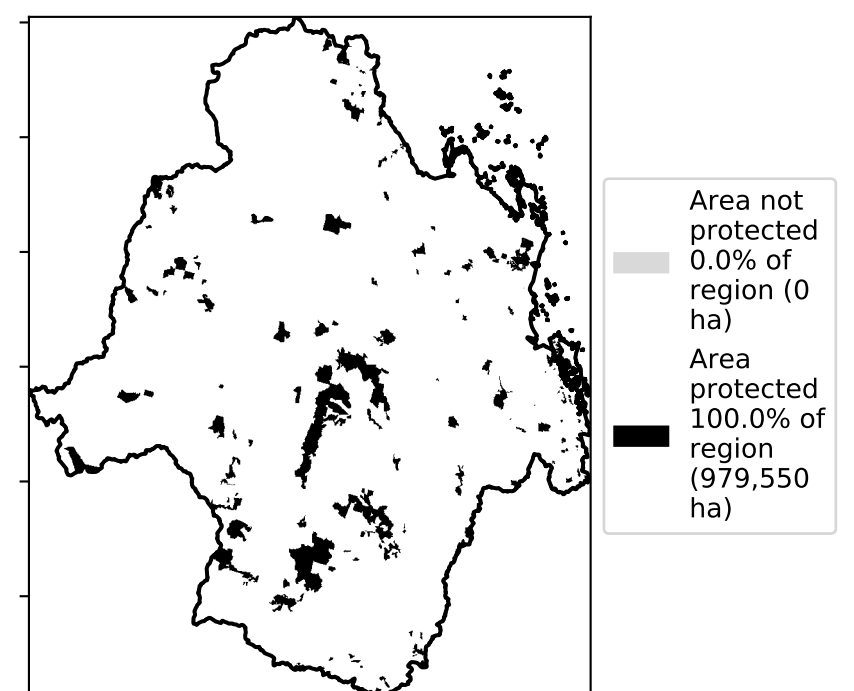 Area not
protected
0.0% of
region (0
ha)
Area
protected
100.0% of
region
(979,550
ha)